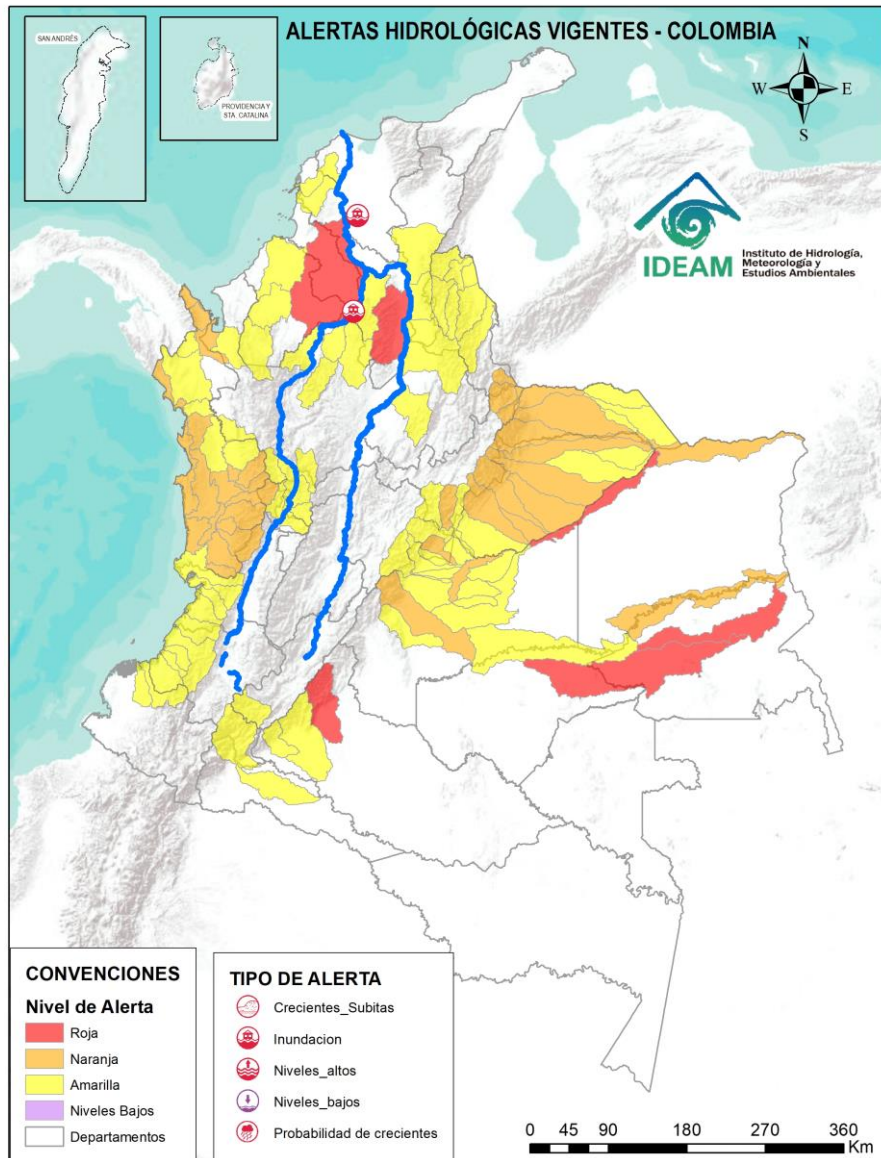 ALERTAS HIDROLÓGICAS VIGENTES - COLOMBIA
SAN ANDRÉS
PROVIDENCIA Y
STA. CATALINA
N
W
E
S
IDEAM
Instituto de Hidrología,
Meteorología y
Estudios Ambientales
CONVENCIONES
Nivel de Alerta
Roja
Naranja
Amarilla
Niveles Bajos
Departamentos
TIPO DE ALERTA
Crecientes_Subitas
Inundacion
Niveles_altos
Niveles_bajos
Probabilidad de crecientes
0 45 90 180 270 360
Km